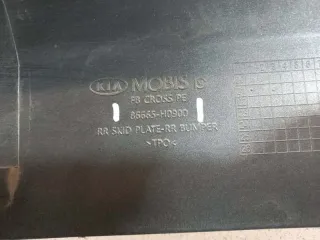 KIA MOBIS
FB CROSS PE
86665-H0900
RR SKID PLATE-RR BUMPER
>TPO<